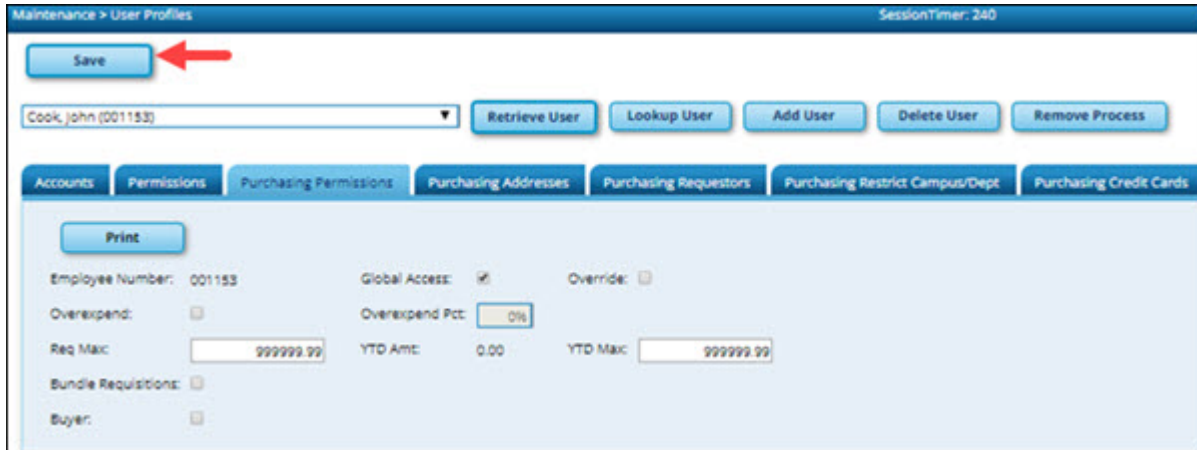 Maintenance > User Profiles SessionTimer: 240
Save
Cook, John (001153) Retrieve User Lookup User Add User Delete User Remove Process
Accounts Permissions Purchasing Permissions Purchasing Addresses Purchasing Requestors Purchasing Restrict Campus/Dept Purchasing Credit Cards
Print
Employee Number: 001153 Global Access: Override:
Overexpend: Overexpend Pct: 0%
Req Max: 999999.99 YTD Amt: 0.00 YTD Max: 999999.99
Bundle Requisitions:
Buyer: